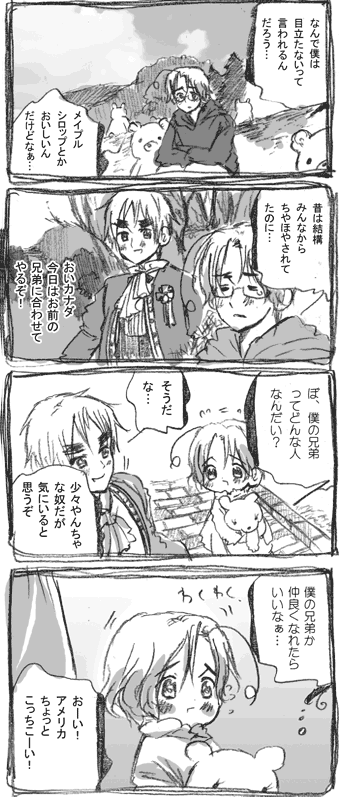 なんで僕は
目立たないって
言われるん
だろう…
メイプル
シロップとか
おいしいん
だけどなぁ…
昔は結構
みんなから
ちやほやされて
たのに…
おいカナダ
今日はお前の
兄弟に合わせて
やるぞ！
ぼ、僕の兄弟
ってどんな人
なんだい？
そうだ
な…
少々やんちゃ
な奴だが
気にいると
思うぞ
僕の兄弟か
仲良くなれたら
いいなぁ…
わくわく
おーい！
アメリカ
ちょっと
こっちこーい！